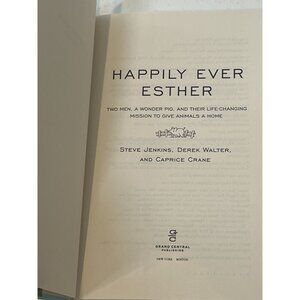 HAPPILY EVER
ESTHER
TWO MEN, A WONDER PIG, AND THEIR LIFE-CHANGING
MISSION TO GIVE ANIMALS A HOME
STEVE JENKINS, DEREK WALTER,
AND CAPRICE CRANE
GRAND CENTRAL
PUBLISHING
NEW YORK BOSTON